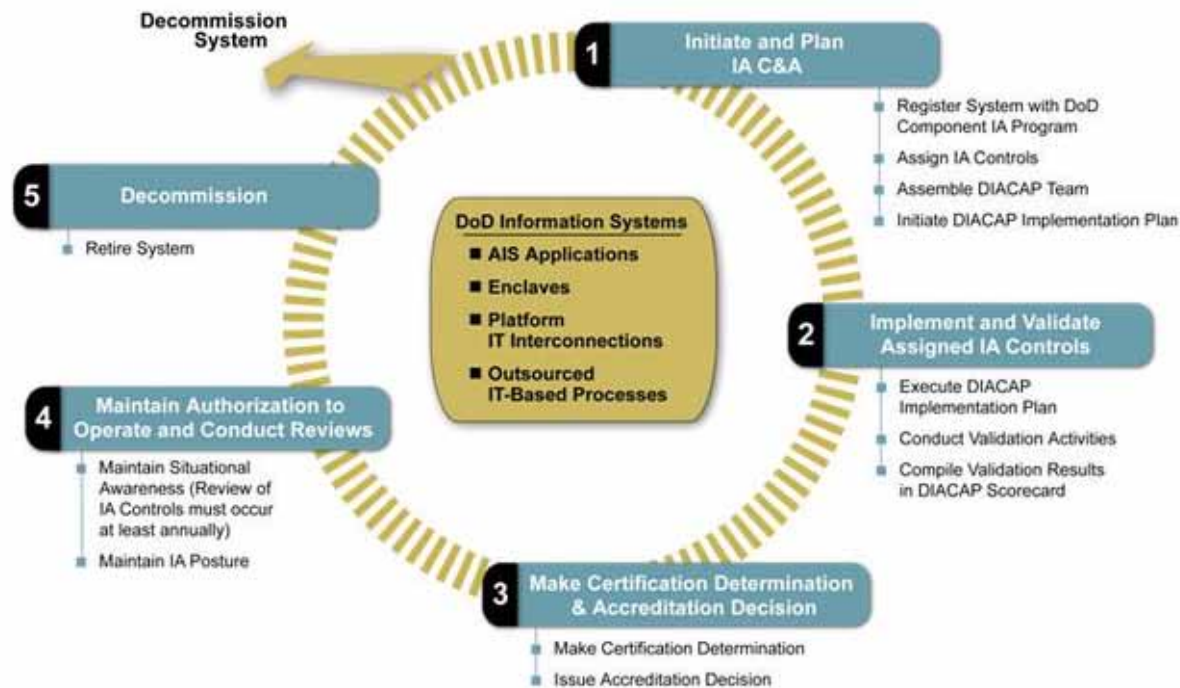 Decommission
System
1
Initiate and Plan
IA C&A
Register System with DoD
Component IA Program
Assign IA Controls
Assemble DIACAP Team
Initiate DIACAP Implementation Plan
2
Implement and Validate
Assigned IA Controls
Execute DIACAP
Implementation Plan
Conduct Validation Activities
Compile Validation Results
in DIACAP Scorecard
3
Make Certification Determination
& Accreditation Decision
Make Certification Determination
Issue Accreditation Decision
4
Maintain Authorization to
Operate and Conduct Reviews
Maintain Situational
Awareness (Review of
IA Controls must occur
at least annually)
Maintain IA Posture
5
Decommission
Retire System
DoD Information Systems
AIS Applications
Enclaves
Platform
IT Interconnections
Outsourced
IT-Based Processes